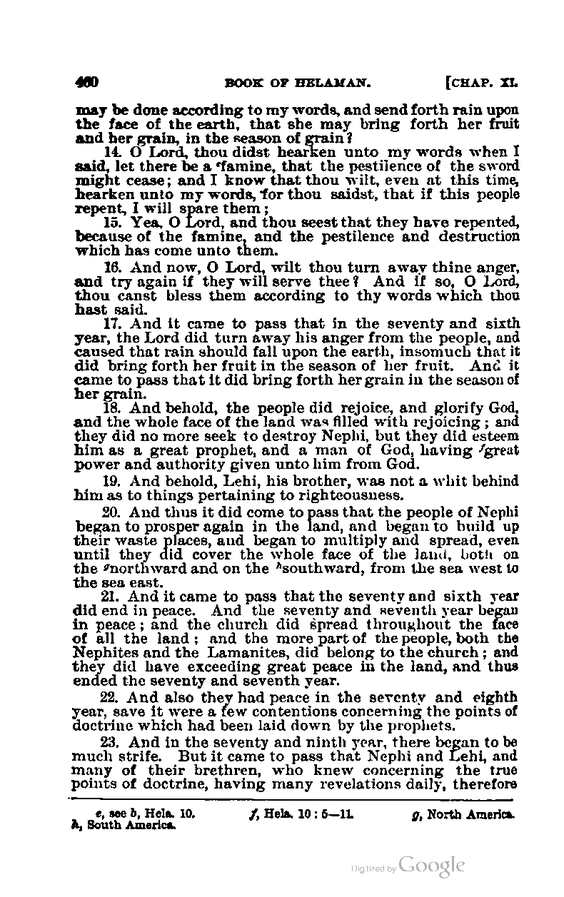 460 BOOK OF HELAMAN. [CHAP. XI.
may be done according to my words, and send forth rain upon
the face of the earth, that she may bring forth her fruit
and her grain, in the season of grain?
14. O Lord, thou didst hearken unto my words when I
said, let there be a ᵉfamine, that the pestilence of the sword
might cease; and I know that thou wilt, even at this time,
hearken unto my words, for thou saidst, that if this people
repent, I will spare them;
15. Yea, O Lord, and thou seest that they have repented,
because of the famine, and the pestilence and destruction
which has come unto them.
16. And now, O Lord, wilt thou turn away thine anger,
and try again if they will serve thee? And if so, O Lord,
thou canst bless them according to thy words which thou
hast said.
17. And it came to pass that in the seventy and sixth
year, the Lord did turn away his anger from the people, and
caused that rain should fall upon the earth, insomuch that it
did bring forth her fruit in the season of her fruit. And it
came to pass that it did bring forth her grain in the season of
her grain.
18. And behold, the people did rejoice, and glorify God,
and the whole face of the land was filled with rejoicing; and
they did no more seek to destroy Nephi, but they did esteem
him as a great prophet, and a man of God, having ᶠgreat
power and authority given unto him from God.
19. And behold, Lehi, his brother, was not a whit behind
him as to things pertaining to righteousness.
20. And thus it did come to pass that the people of Nephi
began to prosper again in the land, and began to build up
their waste places, and began to multiply and spread, even
until they did cover the whole face of the land, both on
the ᵍnorthward and on the ʰsouthward, from the sea west to
the sea east.
21. And it came to pass that the seventy and sixth year
did end in peace. And the seventy and seventh year began
in peace; and the church did spread throughout the face
of all the land; and the more part of the people, both the
Nephites and the Lamanites, did belong to the church; and
they did have exceeding great peace in the land, and thus
ended the seventy and seventh year.
22. And also they had peace in the seventy and eighth
year, save it were a few contentions concerning the points of
doctrine which had been laid down by the prophets.
23. And in the seventy and ninth year, there began to be
much strife. But it came to pass that Nephi and Lehi, and
many of their brethren, who knew concerning the true
points of doctrine, having many revelations daily, therefore
e, see b, Hela. 10. f, Hela. 10: 5—11. g, North America.
h, South America.
Digitized by Google